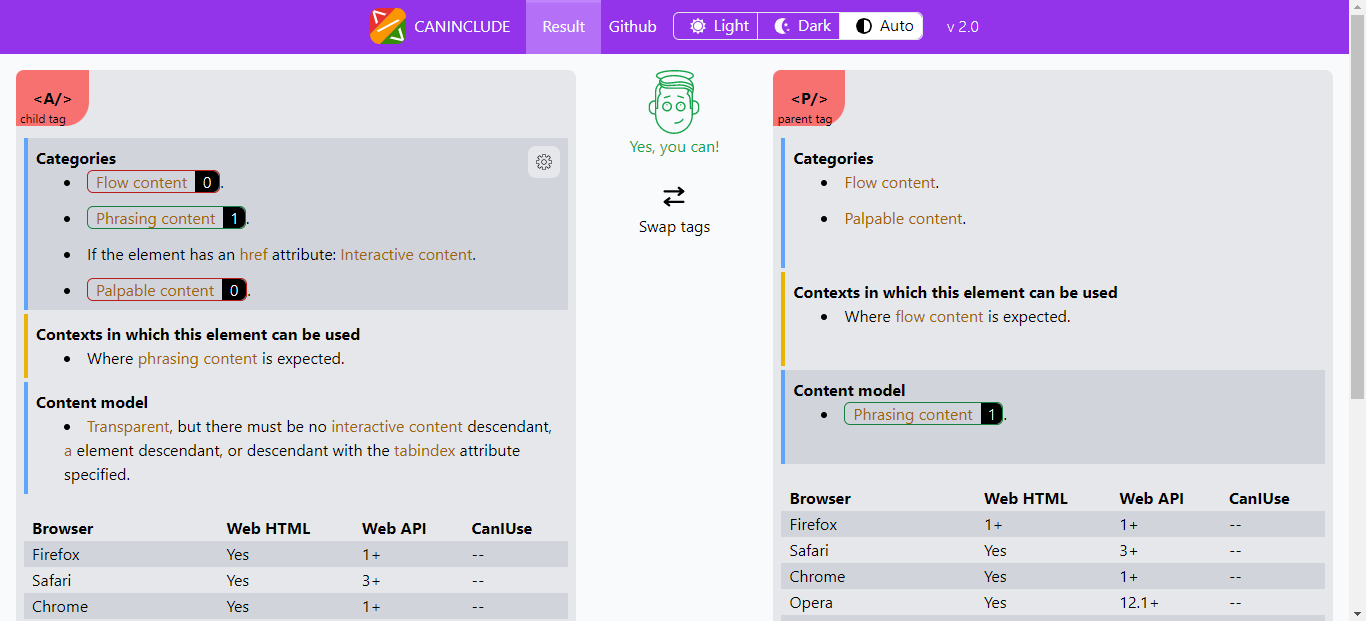 CANINCLUDE Result Github Light Dark Auto v 2.0
<A/>
child tag
Categories
• Flow content 0.
• Phrasing content 1.
• If the element has an href attribute: Interactive content.
• Palpable content 0.
Contexts in which this element can be used
• Where phrasing content is expected.
Content model
• Transparent, but there must be no interactive content descendant,
a element descendant, or descendant with the tabindex attribute
specified.
Browser Web HTML Web API CanIUse
Firefox Yes 1+ --
Safari Yes 3+ --
Chrome Yes 1+ --
Yes, you can!
Swap tags
<P/>
parent tag
Categories
• Flow content.
• Palpable content.
Contexts in which this element can be used
• Where flow content is expected.
Content model
• Phrasing content 1.
Browser Web HTML Web API CanIUse
Firefox 1+ 1+ --
Safari Yes 3+ --
Chrome Yes 1+ --
Opera Yes 12.1+ --